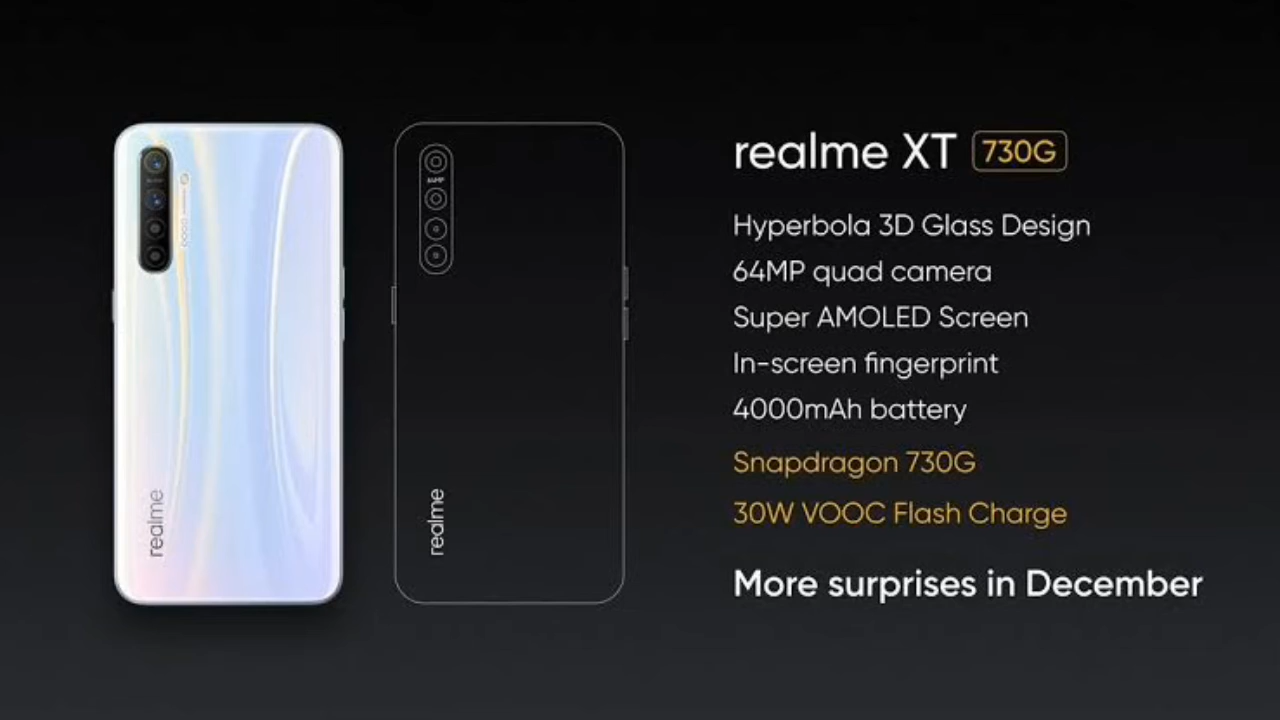 realme XT 730G
Hyperbola 3D Glass Design
64MP quad camera
Super AMOLED Screen
In-screen fingerprint
4000mAh battery
Snapdragon 730G
30W VOOC Flash Charge
More surprises in December
realme
realme
64MP